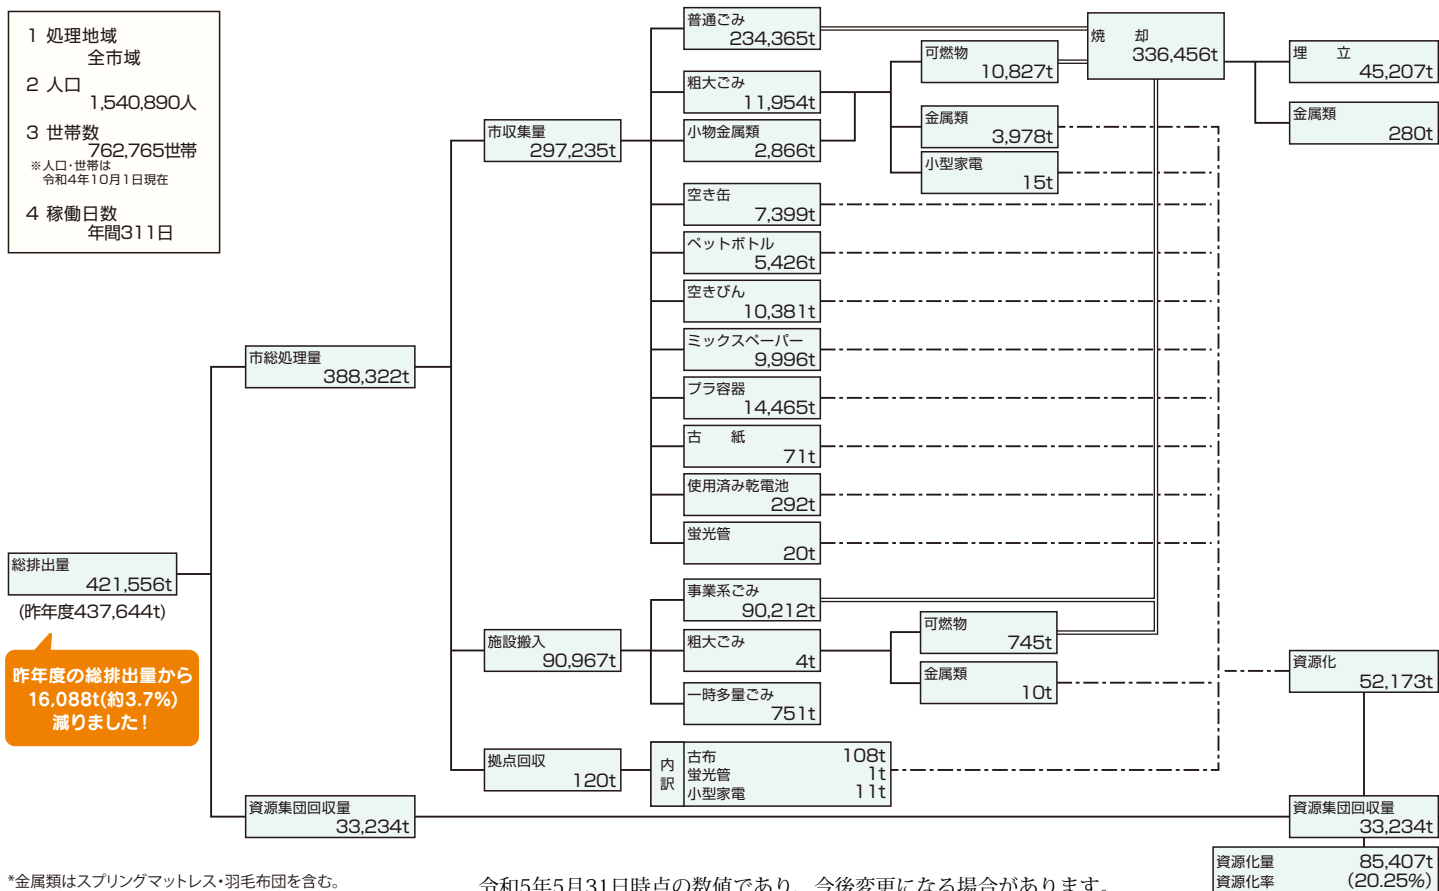 1 処理地域
全市域
2 人口
1,540,890人
3 世帯数
762,765世帯
※人口・世帯は
令和4年10月1日現在
4 稼働日数
年間311日
総排出量
421,556t
(昨年度437,644t)
昨年度の総排出量から
16,088t(約3.7%)
減りました!
市総処理量
388,322t
資源集団回収量
33,234t
市収集量
297,235t
施設搬入
90,967t
拠点回収
120t
普通ごみ
234,365t
粗大ごみ
11,954t
小物金属類
2,866t
空き缶
7,399t
ペットボトル
5,426t
空きびん
10,381t
ミックスペーパー
9,996t
プラ容器
14,465t
古 紙
71t
使用済み乾電池
292t
蛍光管
20t
事業系ごみ
90,212t
粗大ごみ
4t
一時多量ごみ
751t
内訳
古布 108t
蛍光管 1t
小型家電 11t
可燃物
10,827t
金属類
3,978t
小型家電
15t
可燃物
745t
金属類
10t
焼 却
336,456t
埋 立
45,207t
金属類
280t
資源化
52,173t
資源集団回収量
33,234t
資源化量 85,407t
資源化率 (20.25%)
*金属類はスプリングマットレス・羽毛布団を含む。
令和5年5月31日時点の数値であり、今後変更になる場合があります。